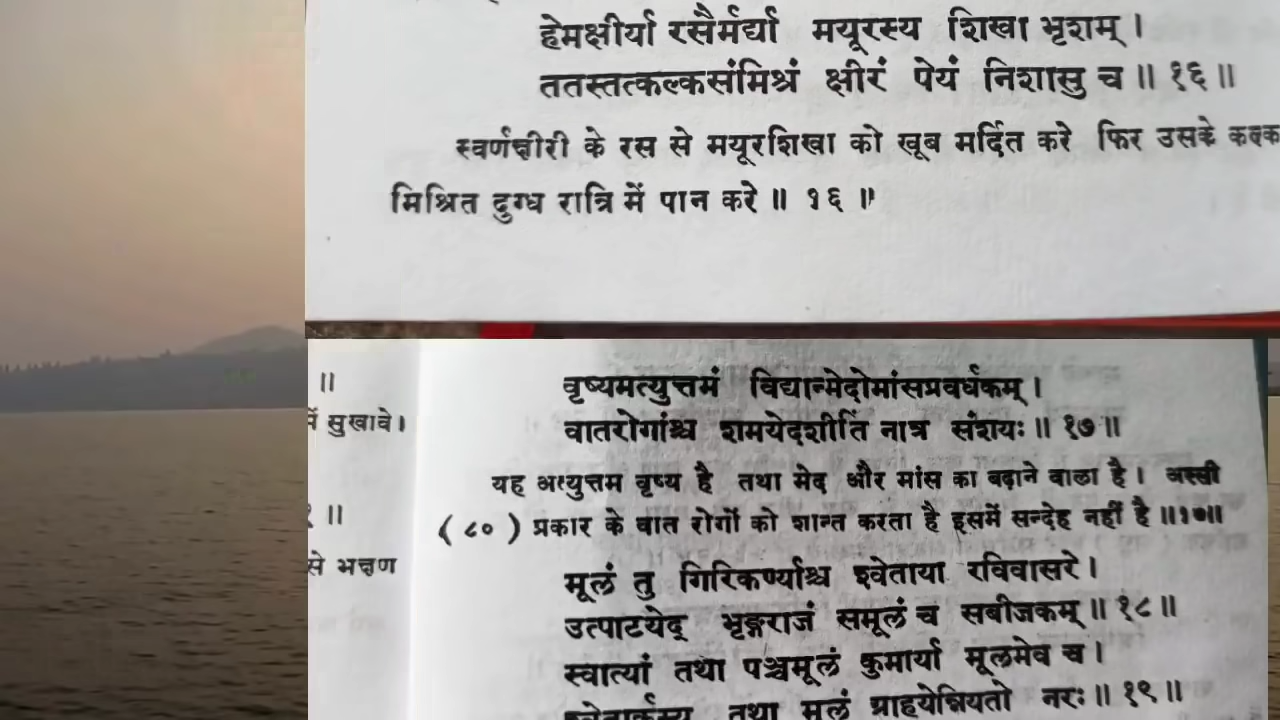 हेमक्षीर्या रसैर्मर्द्या मयूरस्य शिखा भृशम् ।
ततस्तत्कल्कसंमिश्रं क्षीरं पेयं निशासु च ॥ १६ ॥
स्वर्णक्षीरी के रस से मयूरशिखा को खूब मर्दित करे फिर उसके कल्क
मिश्रित दुग्ध रात्रि में पान करे ॥ १६ ॥
॥
में सुखावे।
॥
से भक्षण
वृष्यमत्युत्तमं विद्यान्मेदोमांसप्रवर्धकम् ।
वातरोगांश्च शमयेदशीतिं नात्र संशयः ॥ १७ ॥
यह अत्युत्तम वृष्य है तथा मेद और मांस का बढ़ाने वाला है । अस्सी
( ८० ) प्रकार के वात रोगों को शान्त करता है इसमें सन्देह नहीं है ॥१७॥
मूलं तु गिरिकर्ण्याश्च श्वेताया रविवासरे ।
उत्पाटयेद् भृङ्गराजं समूलं च सबीजकम् ॥ १८ ॥
स्वात्यां तथा पञ्चमूलं कुमार्या मूलमेव च ।
श्वेतार्कस्य तथा मूलं ग्राहयेन्नियतो नरः ॥ १९ ॥